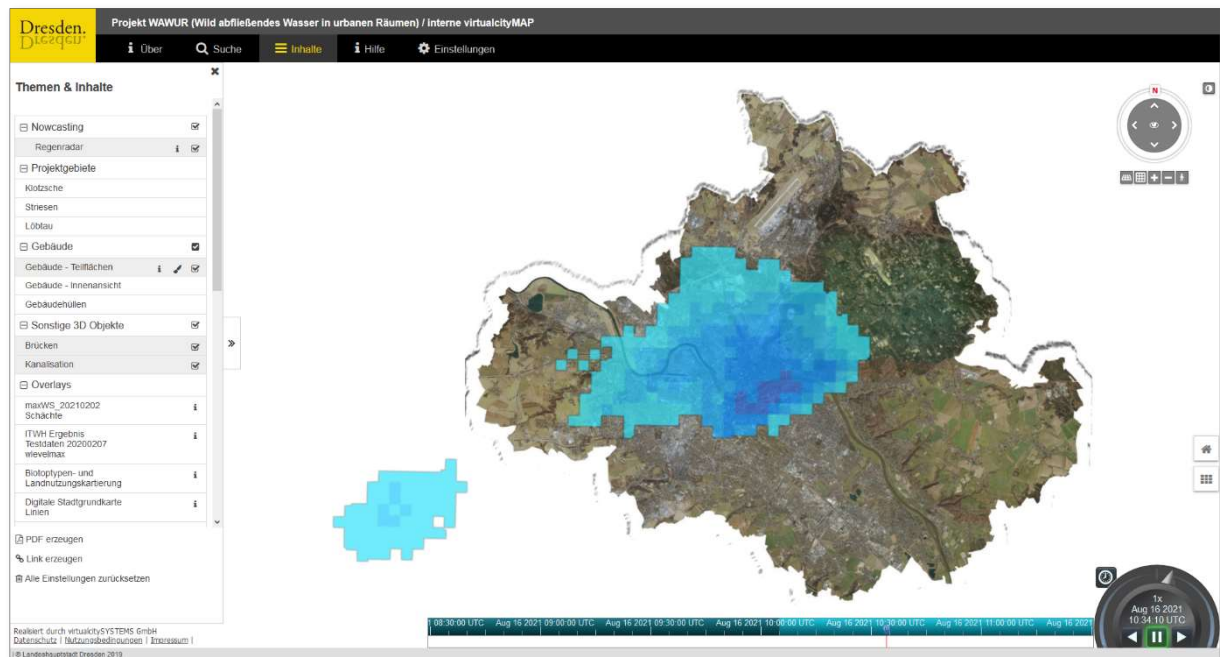 Dresden.
Dresden.
Projekt WAWUR (Wild abfließendes Wasser in urbanen Räumen) / interne virtualcityMAP
Über
Suche
Inhalte
Hilfe
Einstellungen
Themen & Inhalte
Nowcasting
Regenradar
Projektgebiete
Klotzsche
Striesen
Löbtau
Gebäude
Gebäude - Teilflächen
Gebäude - Innenansicht
Gebäudehüllen
Sonstige 3D Objekte
Brücken
Kanalisation
Overlays
maxWS_20210202
Schächte
ITWH Ergebnis
Testdaten 20200207
wievelmax
Biotoptypen- und
Landnutzungskartierung
Digitale Stadtgrundkarte
Linien
PDF erzeugen
Link erzeugen
Alle Einstellungen zurücksetzen
Realisiert durch virtualcitySYSTEMS GmbH
Datenschutz | Nutzungsbedingungen | Impressum |
© Landeshauptstadt Dresden 2019
N
1x
Aug 16 2021
10:34:10 UTC
1 08:30:00 UTC Aug 16 2021 09:00:00 UTC Aug 16 2021 09:30:00 UTC Aug 16 2021 10:00:00 UTC Aug 16 2021 10:30:00 UTC Aug 16 2021 11:00:00 UTC Aug 16 2021